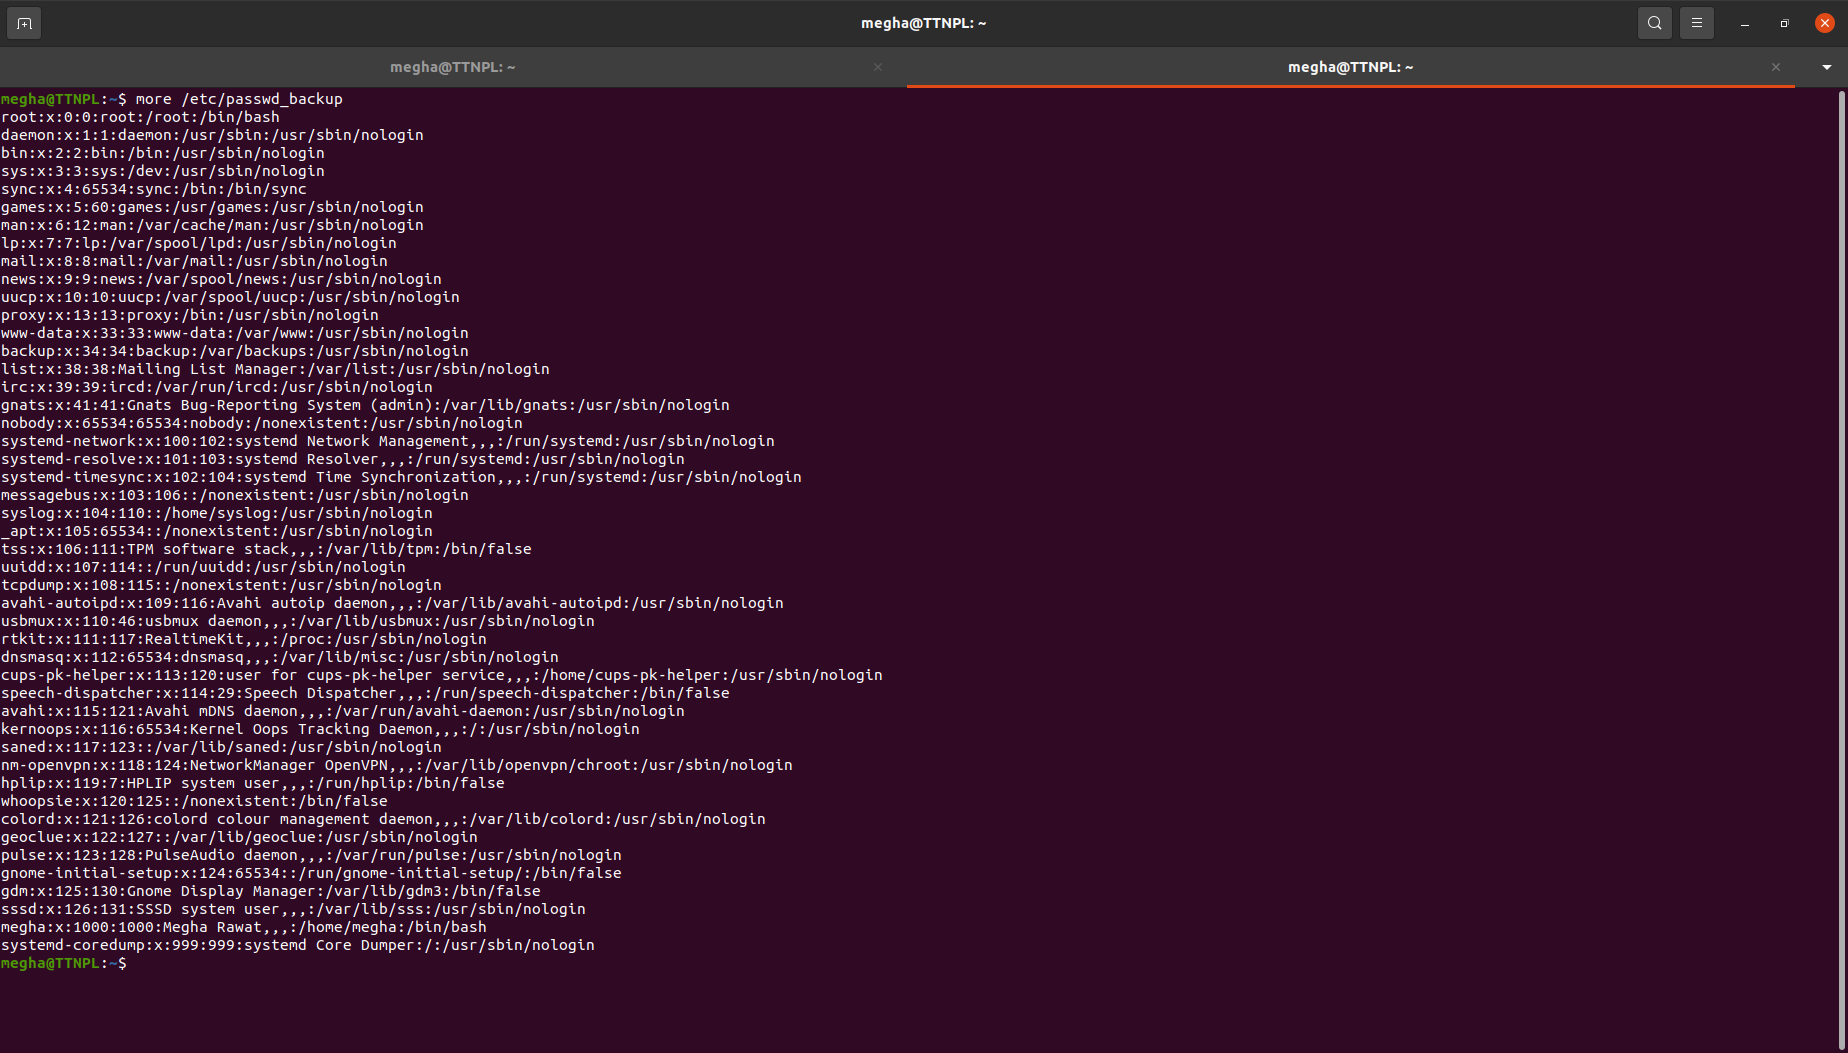 megha@TTNPL: ~
megha@TTNPL: ~
megha@TTNPL: ~
megha@TTNPL:~$ more /etc/passwd_backup
root:x:0:0:root:/root:/bin/bash
daemon:x:1:1:daemon:/usr/sbin:/usr/sbin/nologin
bin:x:2:2:bin:/bin:/usr/sbin/nologin
sys:x:3:3:sys:/dev:/usr/sbin/nologin
sync:x:4:65534:sync:/bin:/bin/sync
games:x:5:60:games:/usr/games:/usr/sbin/nologin
man:x:6:12:man:/var/cache/man:/usr/sbin/nologin
lp:x:7:7:lp:/var/spool/lpd:/usr/sbin/nologin
mail:x:8:8:mail:/var/mail:/usr/sbin/nologin
news:x:9:9:news:/var/spool/news:/usr/sbin/nologin
uucp:x:10:10:uucp:/var/spool/uucp:/usr/sbin/nologin
proxy:x:13:13:proxy:/bin:/usr/sbin/nologin
www-data:x:33:33:www-data:/var/www:/usr/sbin/nologin
backup:x:34:34:backup:/var/backups:/usr/sbin/nologin
list:x:38:38:Mailing List Manager:/var/list:/usr/sbin/nologin
irc:x:39:39:ircd:/var/run/ircd:/usr/sbin/nologin
gnats:x:41:41:Gnats Bug-Reporting System (admin):/var/lib/gnats:/usr/sbin/nologin
nobody:x:65534:65534:nobody:/nonexistent:/usr/sbin/nologin
systemd-network:x:100:102:systemd Network Management,,,:/run/systemd:/usr/sbin/nologin
systemd-resolve:x:101:103:systemd Resolver,,,:/run/systemd:/usr/sbin/nologin
systemd-timesync:x:102:104:systemd Time Synchronization,,,:/run/systemd:/usr/sbin/nologin
messagebus:x:103:106::/nonexistent:/usr/sbin/nologin
syslog:x:104:110::/home/syslog:/usr/sbin/nologin
_apt:x:105:65534::/nonexistent:/usr/sbin/nologin
tss:x:106:111:TPM software stack,,,:/var/lib/tpm:/bin/false
uuidd:x:107:114::/run/uuidd:/usr/sbin/nologin
tcpdump:x:108:115::/nonexistent:/usr/sbin/nologin
avahi-autoipd:x:109:116:Avahi autoip daemon,,,:/var/lib/avahi-autoipd:/usr/sbin/nologin
usbmux:x:110:46:usbmux daemon,,,:/var/lib/usbmux:/usr/sbin/nologin
rtkit:x:111:117:RealtimeKit,,,:/proc:/usr/sbin/nologin
dnsmasq:x:112:65534:dnsmasq,,,:/var/lib/misc:/usr/sbin/nologin
cups-pk-helper:x:113:120:user for cups-pk-helper service,,,:/home/cups-pk-helper:/usr/sbin/nologin
speech-dispatcher:x:114:29:Speech Dispatcher,,,:/run/speech-dispatcher:/bin/false
avahi:x:115:121:Avahi mDNS daemon,,,:/var/run/avahi-daemon:/usr/sbin/nologin
kernoops:x:116:65534:Kernel Oops Tracking Daemon,,,:/:/usr/sbin/nologin
saned:x:117:123::/var/lib/saned:/usr/sbin/nologin
nm-openvpn:x:118:124:NetworkManager OpenVPN,,,:/var/lib/openvpn/chroot:/usr/sbin/nologin
hplip:x:119:7:HPLIP system user,,,:/run/hplip:/bin/false
whoopsie:x:120:125::/nonexistent:/bin/false
colord:x:121:126:colord colour management daemon,,,:/var/lib/colord:/usr/sbin/nologin
geoclue:x:122:127::/var/lib/geoclue:/usr/sbin/nologin
pulse:x:123:128:PulseAudio daemon,,,:/var/run/pulse:/usr/sbin/nologin
gnome-initial-setup:x:124:65534::/run/gnome-initial-setup/:/bin/false
gdm:x:125:130:Gnome Display Manager:/var/lib/gdm3:/bin/false
sssd:x:126:131:SSSD system user,,,:/var/lib/sss:/usr/sbin/nologin
megha:x:1000:1000:Megha Rawat,,,:/home/megha:/bin/bash
systemd-coredump:x:999:999:systemd Core Dumper:/:/usr/sbin/nologin
megha@TTNPL:~$